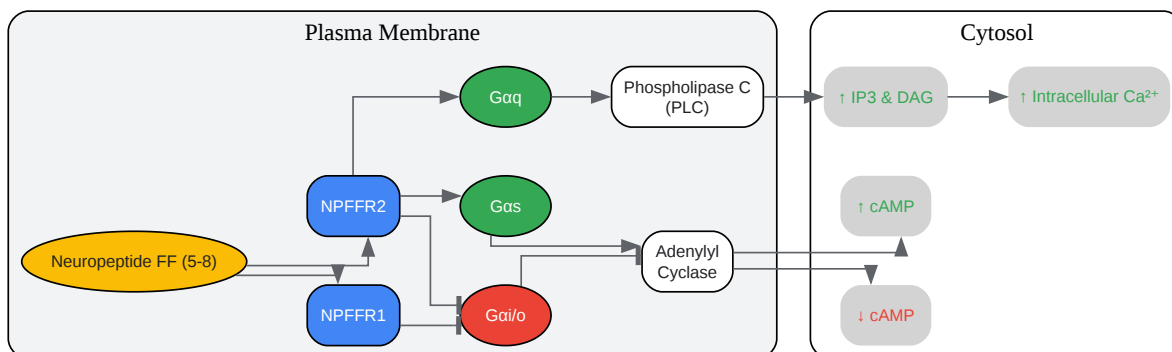 Plasma Membrane
Cytosol
Gαq
Phospholipase C
(PLC)
↑ IP3 & DAG
↑ Intracellular Ca²⁺
NPFFR2
Gαs
↑ cAMP
Neuropeptide FF (5-8)
Adenylyl
Cyclase
NPFFR1
Gαi/o
↓ cAMP